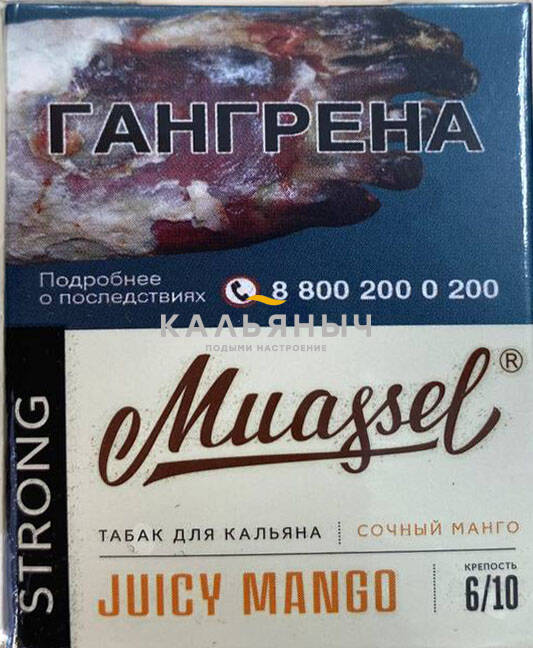 ГАНГРЕНА
Подробнее
о последствиях
8 800 200 0 200
КАЛЬЯНЫЧ
ПОДЫМИ НАСТРОЕНИЕ
Muassel®
STRONG
ТАБАК ДЛЯ КАЛЬЯНА
СОЧНЫЙ МАНГО
JUICY MANGO
КРЕПОСТЬ
6/10